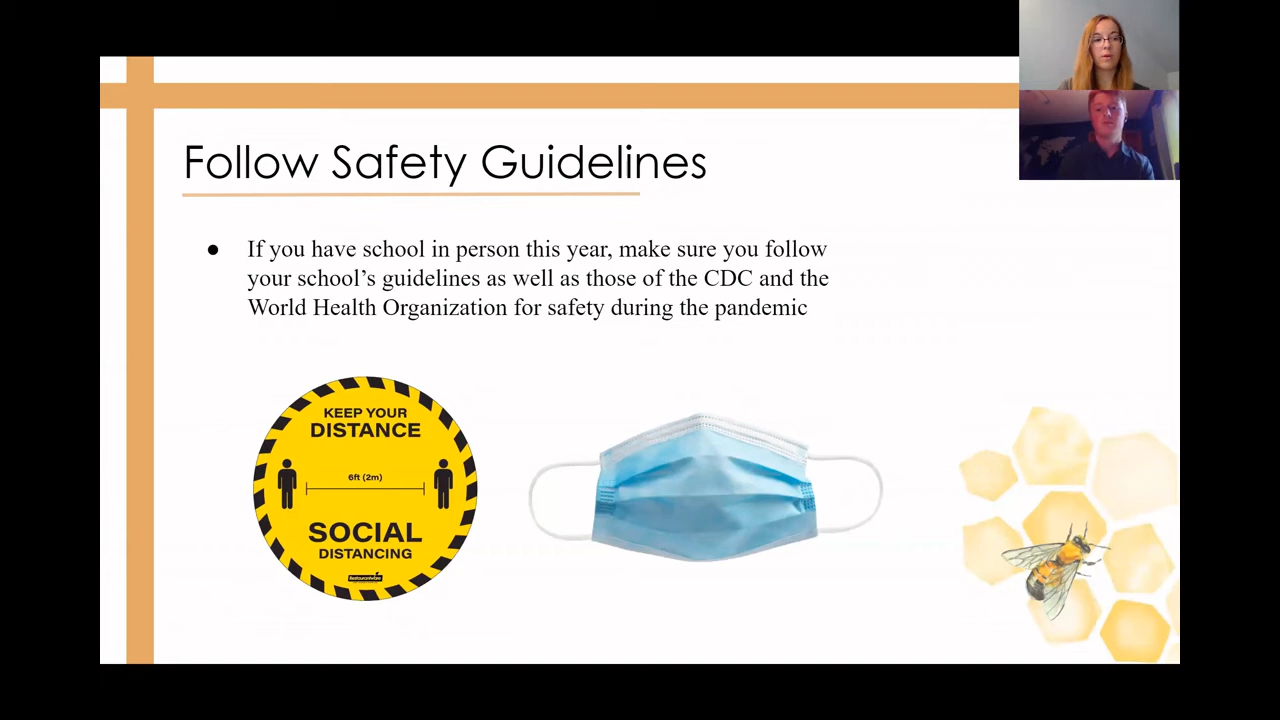 Follow Safety Guidelines
● If you have school in person this year, make sure you follow
your school’s guidelines as well as those of the CDC and the
World Health Organization for safety during the pandemic
KEEP YOUR
DISTANCE
6ft (2m)
SOCIAL
DISTANCING
Restaurantware